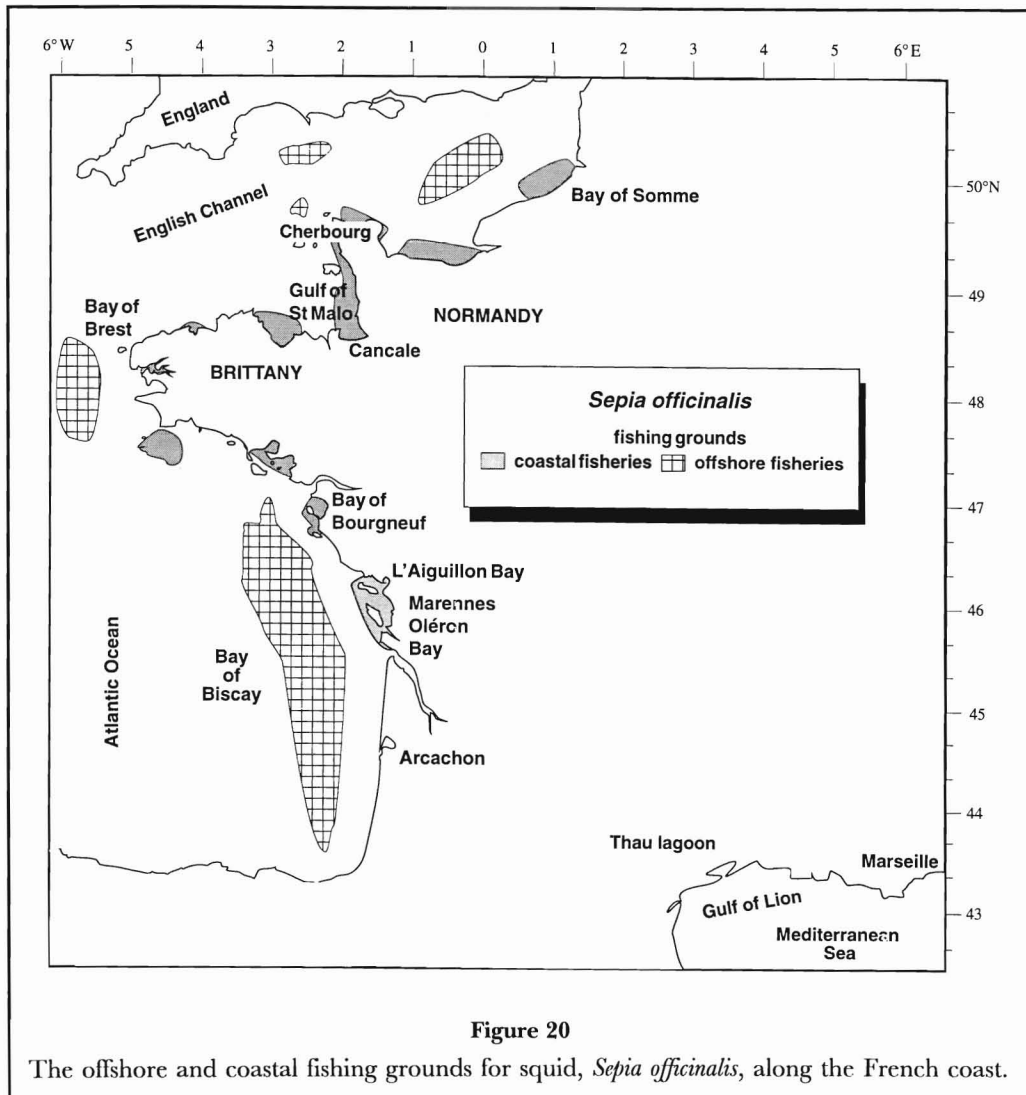 6° W 5 4 3 2 1 0 1 2 3 4 5 6° E
England
50°N
Bay of Somme
English Channel
Cherbourg
49
Gulf of
St Malo
NORMANDY
Bay of
Brest
Cancale
BRITTANY
48
Sepia officinalis
fishing grounds
coastal fisheries offshore fisheries
47
Bay of
Bourgneuf
L'Aiguillon Bay
46
Marennes
Oléron
Bay
Atlantic Ocean
Bay
of
Biscay
45
Arcachon
44
Thau lagoon
Marseille
Gulf of Lion
43
Mediterranean
Sea
Figure 20
The offshore and coastal fishing grounds for squid, Sepia officinalis, along the French coast.